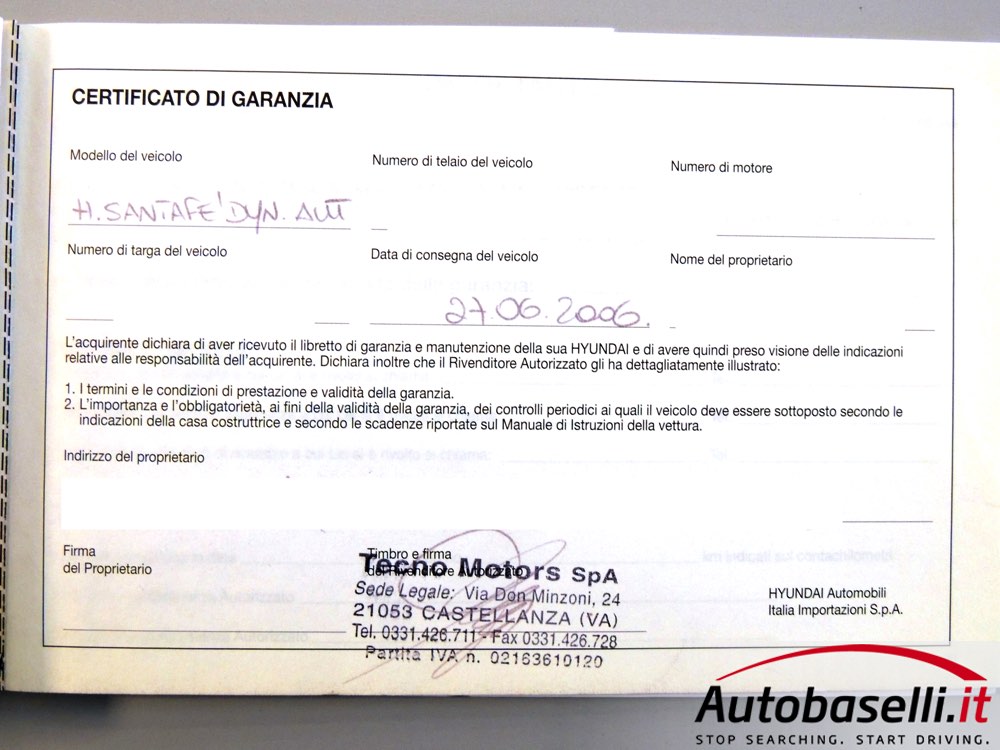 CERTIFICATO DI GARANZIA
Modello del veicolo
Numero di telaio del veicolo
Numero di motore
H. SANTAFE' DYN. AUT
Numero di targa del veicolo
Data di consegna del veicolo
Nome del proprietario
27.06.2006.
L'acquirente dichiara di aver ricevuto il libretto di garanzia e manutenzione della sua HYUNDAI e di avere quindi preso visione delle indicazioni
relative alle responsabilità dell'acquirente. Dichiara inoltre che il Rivenditore Autorizzato gli ha dettagliatamente illustrato:
1. I termini e le condizioni di prestazione e validità della garanzia.
2. L'importanza e l'obbligatorietà, ai fini della validità della garanzia, dei controlli periodici ai quali il veicolo deve essere sottoposto secondo le
indicazioni della casa costruttrice e secondo le scadenze riportate sul Manuale di Istruzioni della vettura.
Indirizzo del proprietario
Firma
del Proprietario
Timbro e firma
del Rivenditore Autorizzato
Tecno Motors SpA
Sede Legale: Via Don Minzoni, 24
21053 CASTELLANZA (VA)
Tel. 0331.426.711 - Fax 0331.426.728
Partita IVA n. 02163610120
HYUNDAI Automobili
Italia Importazioni S.p.A.
Autobaselli.it
STOP SEARCHING. START DRIVING.